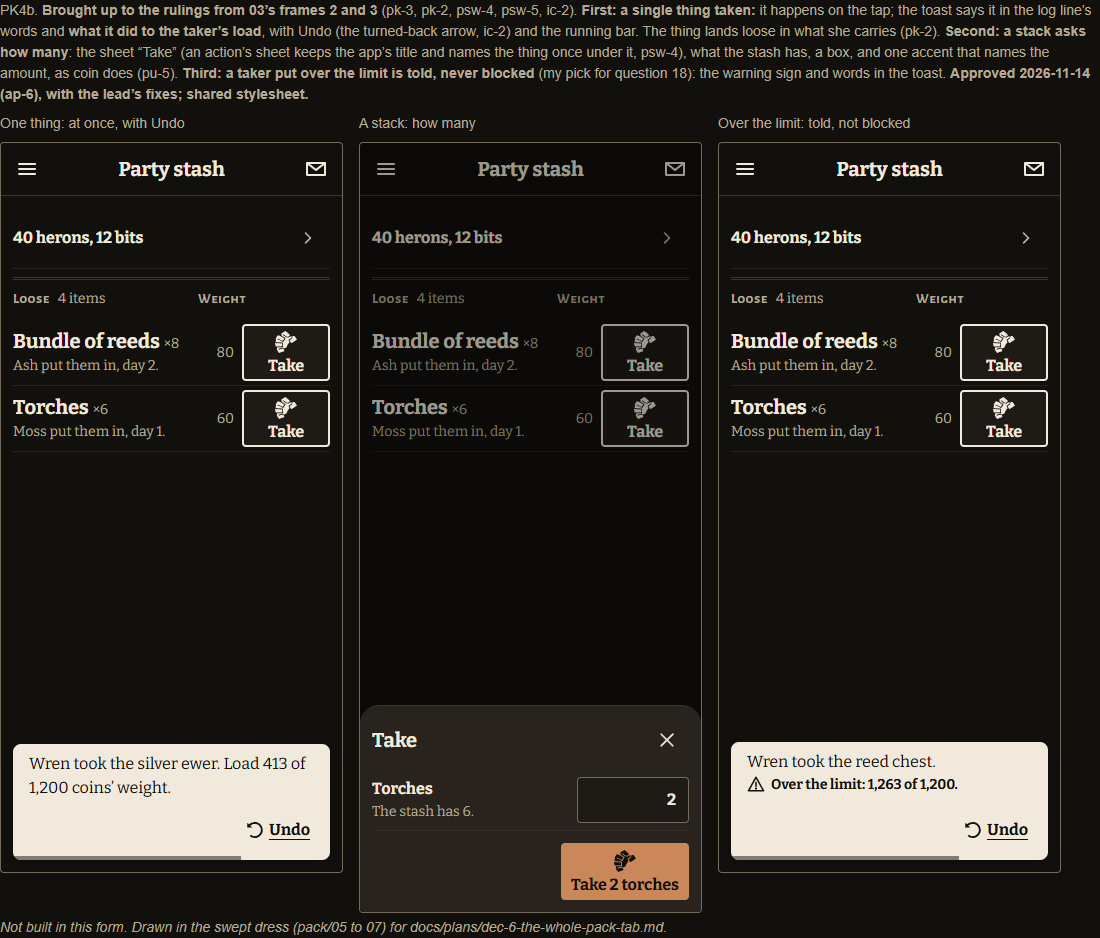 PK4b. Brought up to the rulings from 03’s frames 2 and 3 (pk-3, pk-2, psw-4, psw-5, ic-2). First: a single thing taken: it happens on the tap; the toast says it in the log line’s
words and what it did to the taker’s load, with Undo (the turned-back arrow, ic-2) and the running bar. The thing lands loose in what she carries (pk-2). Second: a stack asks
how many: the sheet “Take” (an action’s sheet keeps the app’s title and names the thing once under it, psw-4), what the stash has, a box, and one accent that names the
amount, as coin does (pu-5). Third: a taker put over the limit is told, never blocked (my pick for question 18): the warning sign and words in the toast. Approved 2026-11-14
(ap-6), with the lead’s fixes; shared stylesheet.
One thing: at once, with Undo
Party stash
40 herons, 12 bits
Loose 4 items Weight
Bundle of reeds ×8
Ash put them in, day 2.
80
Take
Torches ×6
Moss put them in, day 1.
60
Take
Wren took the silver ewer. Load 413 of
1,200 coins’ weight.
Undo
A stack: how many
Party stash
40 herons, 12 bits
Loose 4 items Weight
Bundle of reeds ×8
Ash put them in, day 2.
80
Take
Torches ×6
Moss put them in, day 1.
60
Take
Take
Torches
The stash has 6.
2
Take 2 torches
Over the limit: told, not blocked
Party stash
40 herons, 12 bits
Loose 4 items Weight
Bundle of reeds ×8
Ash put them in, day 2.
80
Take
Torches ×6
Moss put them in, day 1.
60
Take
Wren took the reed chest.
Over the limit: 1,263 of 1,200.
Undo
Not built in this form. Drawn in the swept dress (pack/05 to 07) for docs/plans/dec-6-the-whole-pack-tab.md.